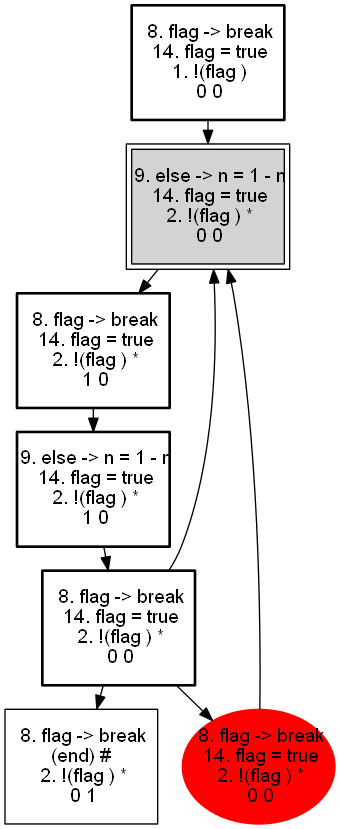 8. flag -> break
14. flag = true
1. !(flag )
0 0
9. else -> n = 1 - n
14. flag = true
2. !(flag ) *
0 0
8. flag -> break
14. flag = true
2. !(flag ) *
1 0
9. else -> n = 1 - n
14. flag = true
2. !(flag ) *
1 0
8. flag -> break
14. flag = true
2. !(flag ) *
0 0
8. flag -> break
(end) #
2. !(flag ) *
0 1
8. flag -> break
14. flag = true
2. !(flag ) *
0 0